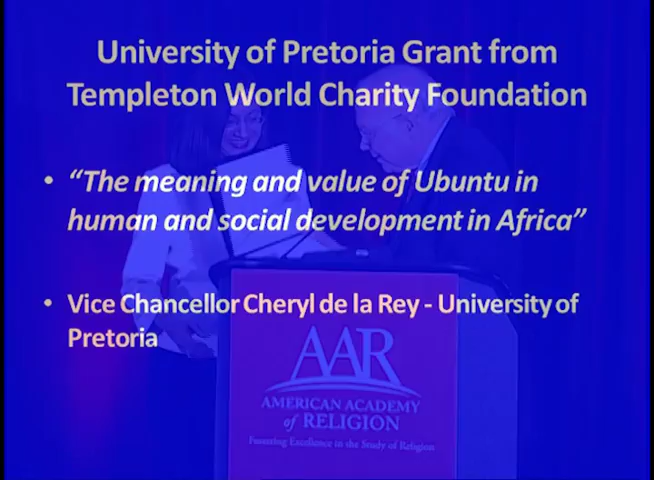 University of Pretoria Grant from
Templeton World Charity Foundation
• “The meaning and value of Ubuntu in
human and social development in Africa”
• Vice Chancellor Cheryl de la Rey - University of
Pretoria
AAR
AMERICAN ACADEMY
of RELIGION
Fostering Excellence in the Study of Religion